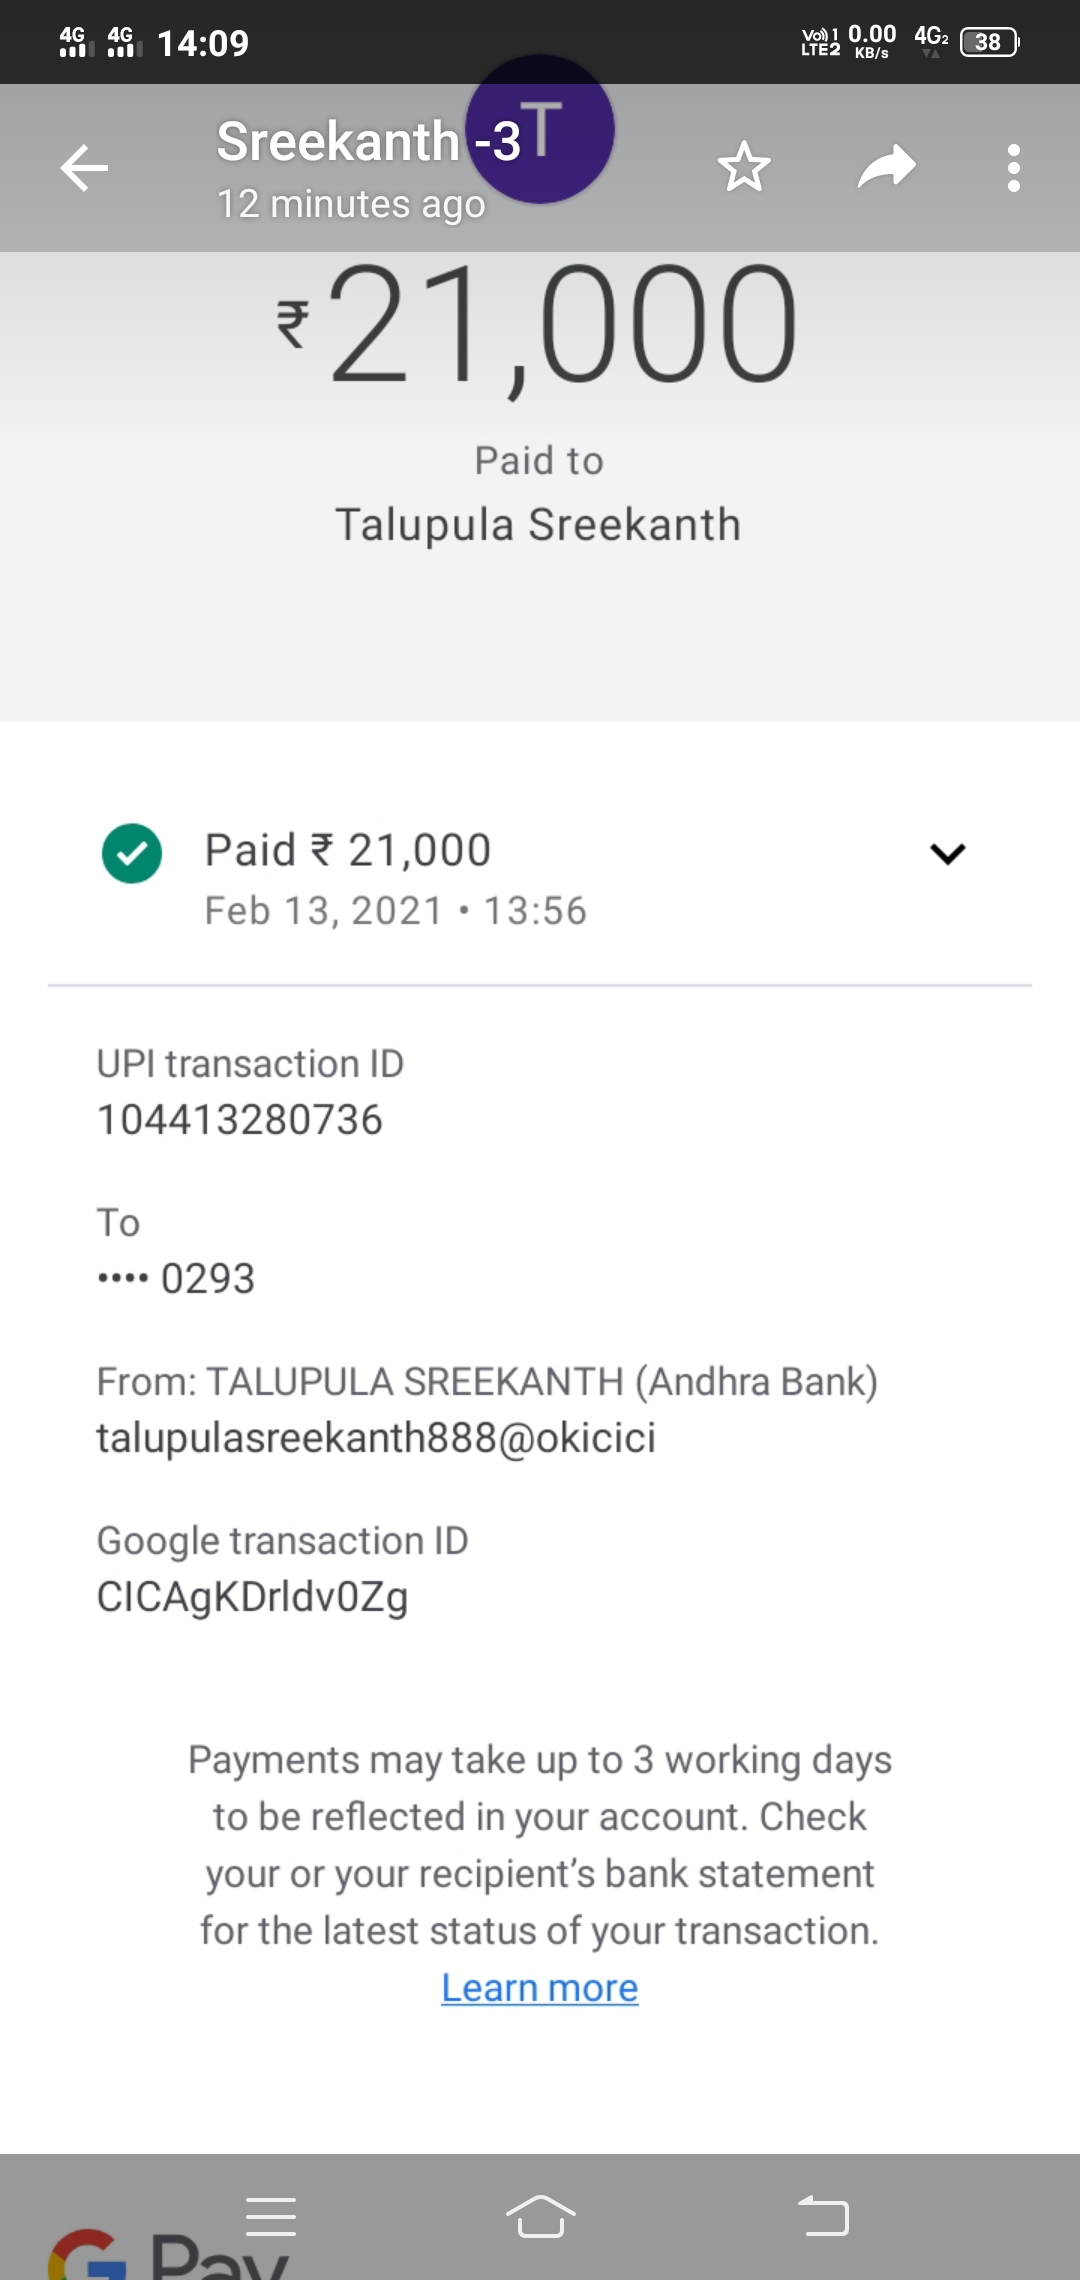 4G 4G 14:09 Vo)) 1 LTE2 0.00 KB/s 4G2 38
T
Sreekanth -3
12 minutes ago
₹21,000
Paid to
Talupula Sreekanth
Paid ₹ 21,000
Feb 13, 2021 • 13:56
UPI transaction ID
104413280736
To
•••• 0293
From: TALUPULA SREEKANTH (Andhra Bank)
talupulasreekanth888@okicici
Google transaction ID
CICAgKDrldv0Zg
Payments may take up to 3 working days
to be reflected in your account. Check
your or your recipient’s bank statement
for the latest status of your transaction.
Learn more
G Pay